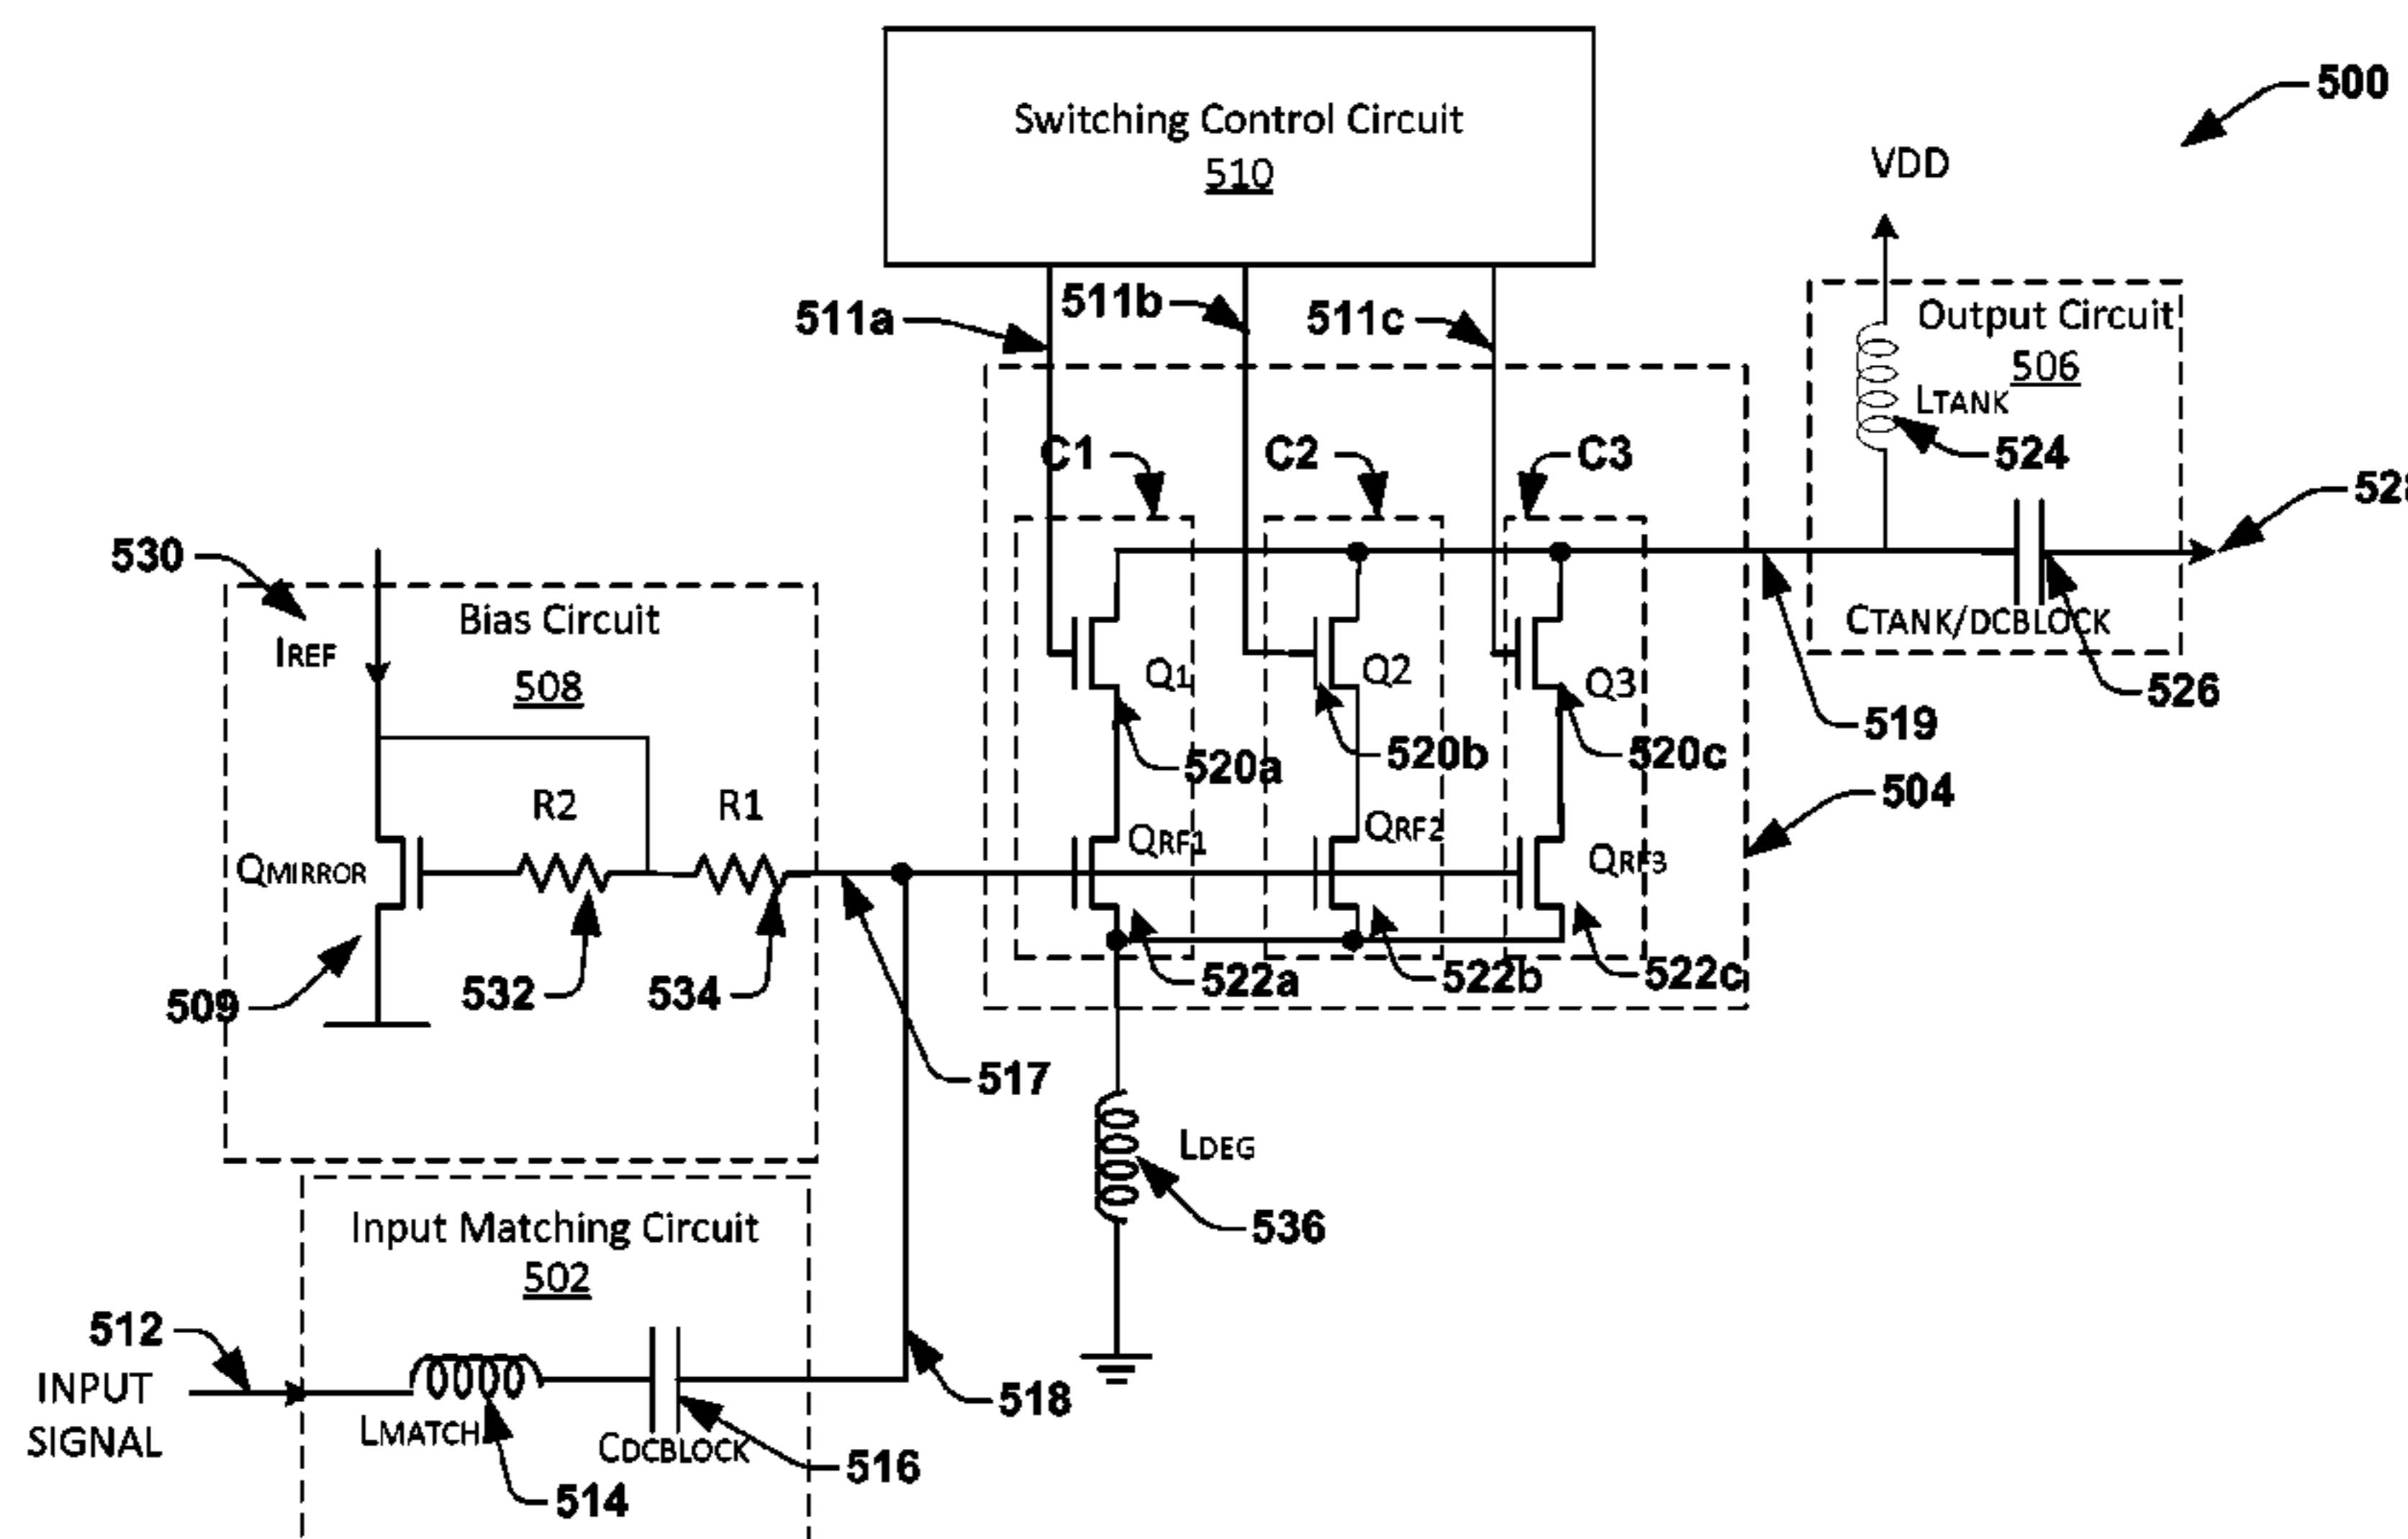 Switching Control Circuit
510
500
VDD
511a
511b
511c
Output Circuit
506
LTANK
524
C1
C2
C3
530
IREF
Bias Circuit
508
CTANK/DCBLOCK
526
Q1
Q2
Q3
519
520a
520b
520c
504
R2
R1
QMIRROR
QRF1
QRF2
QRF3
509
532
534
522a
522b
522c
517
LDEG
536
Input Matching Circuit
502
512
INPUT
SIGNAL
LMATCH
CDCBLOCK
518
516
514